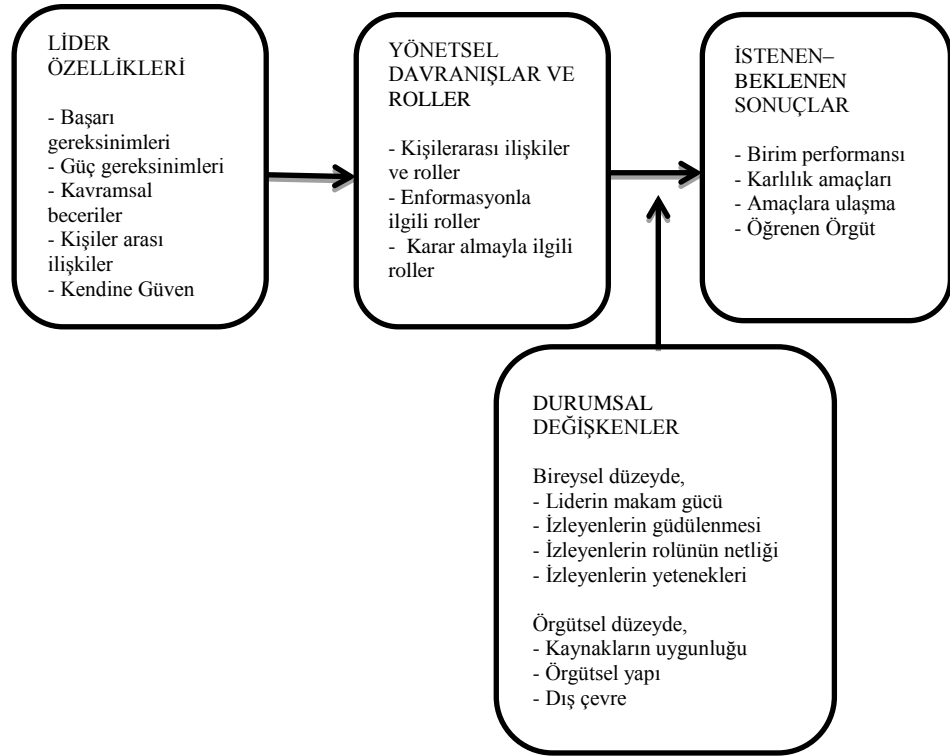 LİDER
ÖZELLİKLERİ
- Başarı
gereksinimleri
- Güç gereksinimleri
- Kavramsal
beceriler
- Kişiler arası
ilişkiler
- Kendine Güven
YÖNETSEL
DAVRANIŞLAR VE
ROLLER
- Kişilerarası ilişkiler
ve roller
- Enformasyonla
ilgili roller
- Karar almayla ilgili
roller
İSTENEN–
BEKLENEN
SONUÇLAR
- Birim performansı
- Karlılık amaçları
- Amaçlara ulaşma
- Öğrenen Örgüt
DURUMSAL
DEĞİŞKENLER
Bireysel düzeyde,
- Liderin makam gücü
- İzleyenlerin güdülenmesi
- İzleyenlerin rolünün netliği
- İzleyenlerin yetenekleri
Örgütsel düzeyde,
- Kaynakların uygunluğu
- Örgütsel yapı
- Dış çevre